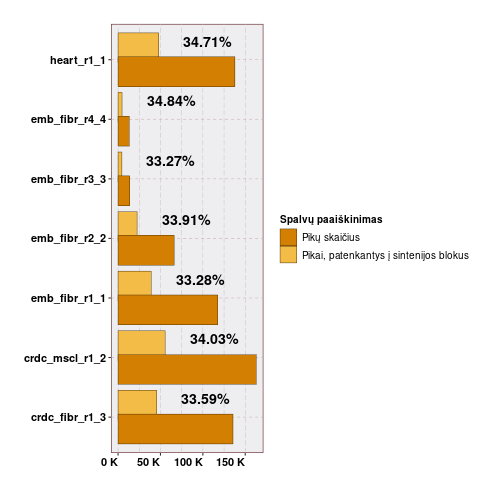 heart_r1_1
34.71%
emb_fibr_r4_4
34.84%
emb_fibr_r3_3
33.27%
emb_fibr_r2_2
33.91%
emb_fibr_r1_1
33.28%
crdc_mscl_r1_2
34.03%
crdc_fibr_r1_3
33.59%
0 K 50 K 100 K 150 K
Spalvų paaiškinimas
Pikų skaičius
Pikai, patenkantys į sintenijos blokus